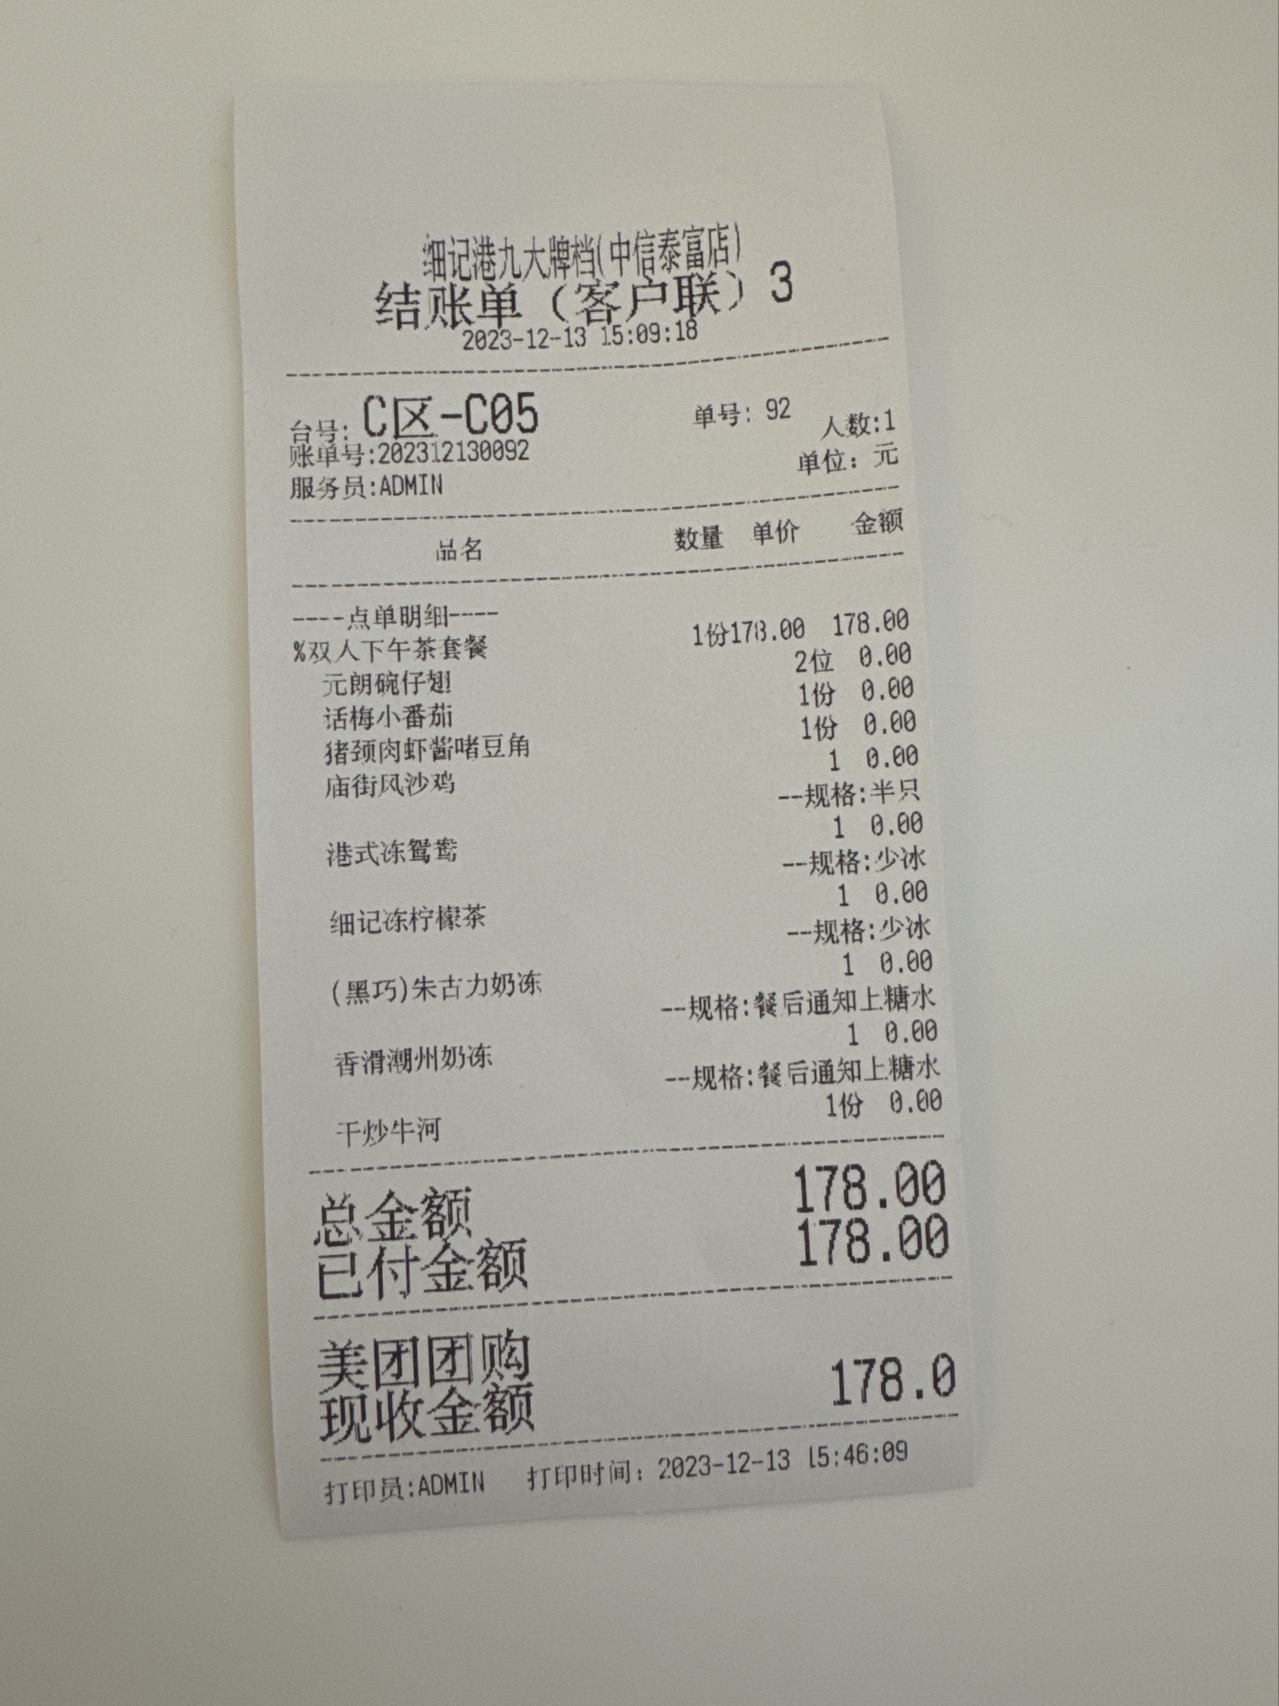 细记港九大牌档(中信泰富店)
结账单（客户联）3
2023-12-13 15:09:18
台号: C区-C05 单号: 92
人数:1
账单号:202312130092
单位: 元
服务员:ADMIN
品名 数量 单价 金额
----点单明细----
%双人下午茶套餐 1份178.00 178.00
元朗碗仔翅 2位 0.00
话梅小番茄 1份 0.00
猪颈肉虾酱啫豆角 1份 0.00
庙街风沙鸡 1 0.00
--规格:半只
港式冻鸳鸯 1 0.00
--规格:少冰
细记冻柠檬茶 1 0.00
--规格:少冰
(黑巧)朱古力奶冻 1 0.00
--规格:餐后通知上糖水
香滑潮州奶冻 1 0.00
--规格:餐后通知上糖水
干炒牛河 1份 0.00
总金额 178.00
已付金额 178.00
美团团购
现收金额 178.0
打印员:ADMIN 打印时间: 2023-12-13 15:46:09